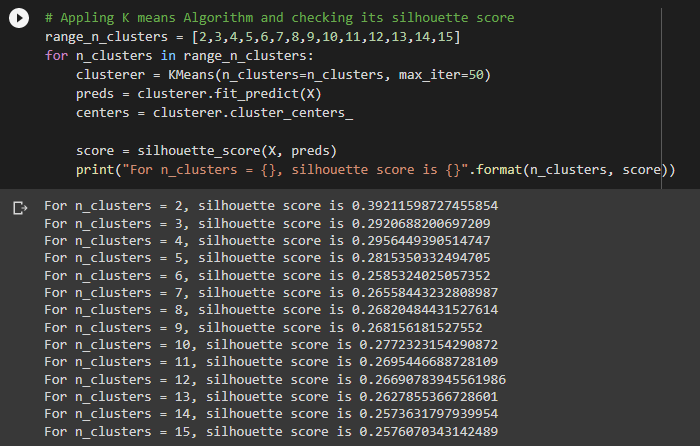 # Appling K means Algorithm and checking its silhouette score
range_n_clusters = [2,3,4,5,6,7,8,9,10,11,12,13,14,15]
for n_clusters in range_n_clusters:
    clusterer = KMeans(n_clusters=n_clusters, max_iter=50)
    preds = clusterer.fit_predict(X)
    centers = clusterer.cluster_centers_
    score = silhouette_score(X, preds)
    print("For n_clusters = {}, silhouette score is {}".format(n_clusters, score))
For n_clusters = 2, silhouette score is 0.39211598727455854
For n_clusters = 3, silhouette score is 0.2920688200697209
For n_clusters = 4, silhouette score is 0.2956449390514747
For n_clusters = 5, silhouette score is 0.2815350332494705
For n_clusters = 6, silhouette score is 0.2585324025057352
For n_clusters = 7, silhouette score is 0.26558443232808987
For n_clusters = 8, silhouette score is 0.26820484431527614
For n_clusters = 9, silhouette score is 0.268156181527552
For n_clusters = 10, silhouette score is 0.2772323154290872
For n_clusters = 11, silhouette score is 0.2695446688728109
For n_clusters = 12, silhouette score is 0.26690783945561986
For n_clusters = 13, silhouette score is 0.2627855366728601
For n_clusters = 14, silhouette score is 0.2573631797939954
For n_clusters = 15, silhouette score is 0.2576070343142489